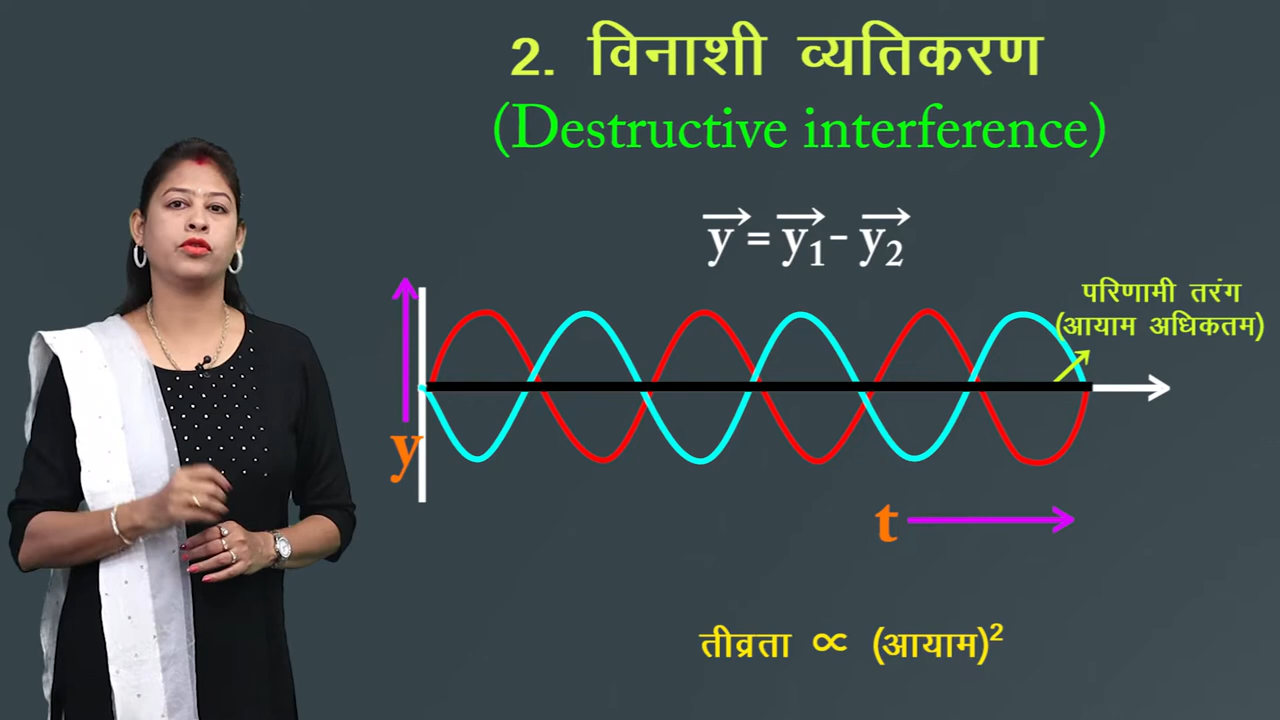 2. विनाशी व्यतिकरण
(Destructive interference)
y = y₁ - y₂
परिणामी तरंग
(आयाम अधिकतम)
y
t
तीव्रता ∝ (आयाम)²